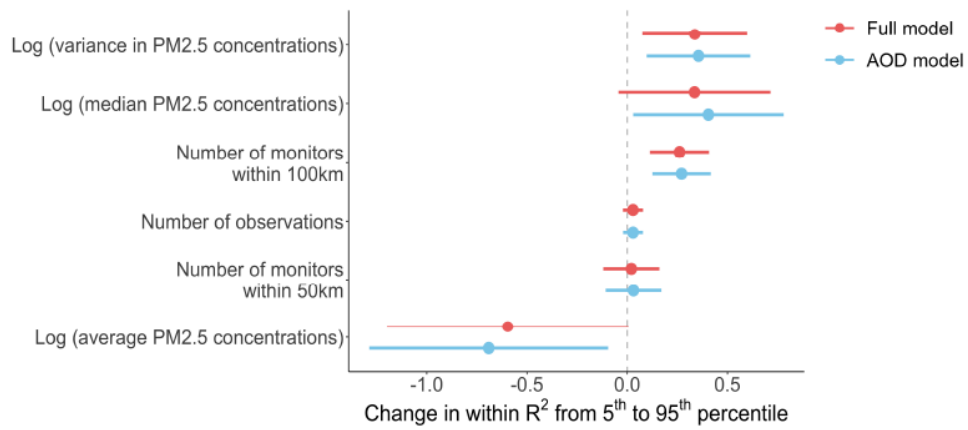 Full model
AOD model
Log (variance in PM2.5 concentrations)
Log (median PM2.5 concentrations)
Number of monitors
within 100km
Number of observations
Number of monitors
within 50km
Log (average PM2.5 concentrations)
-1.0 -0.5 0.0 0.5
Change in within R² from 5ᵗʰ to 95ᵗʰ percentile